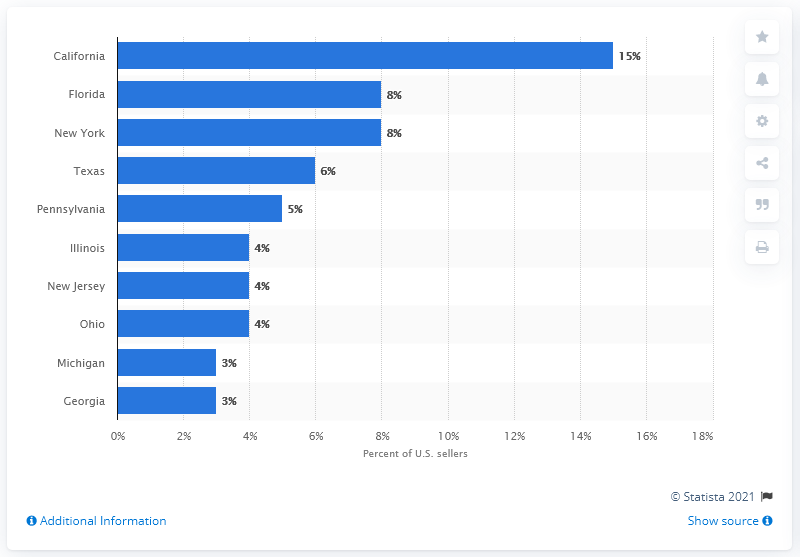 California 15%
Florida 8%
New York 8%
Texas 6%
Pennsylvania 5%
Illinois 4%
New Jersey 4%
Ohio 4%
Michigan 3%
Georgia 3%
0% 2% 4% 6% 8% 10% 12% 14% 16% 18%
Percent of U.S. sellers
© Statista 2021
Additional Information
Show source